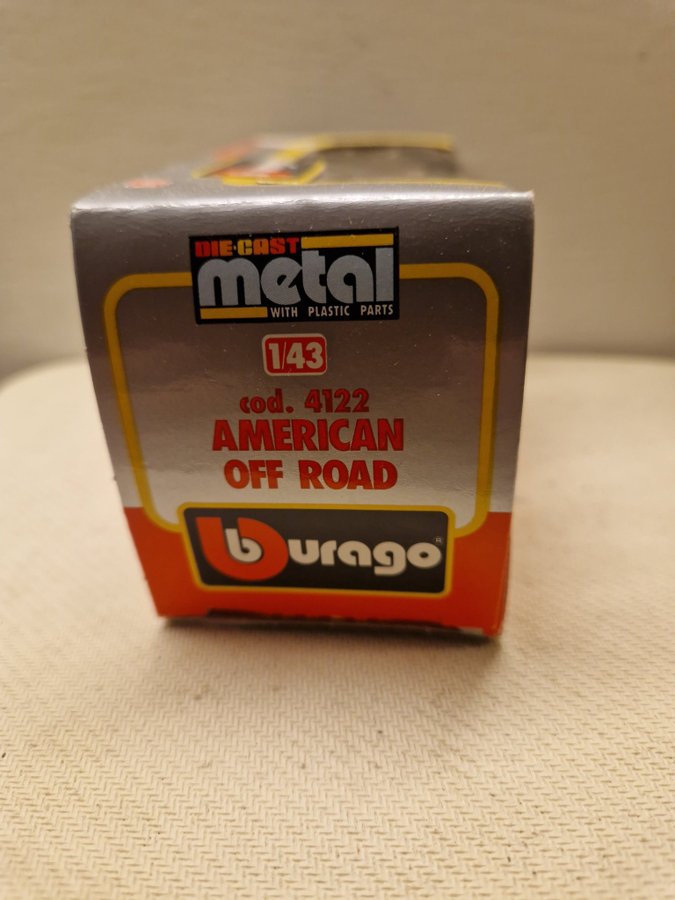 DIE·CAST
metal
WITH PLASTIC PARTS
1/43
cod. 4122
AMERICAN
OFF ROAD
burago®